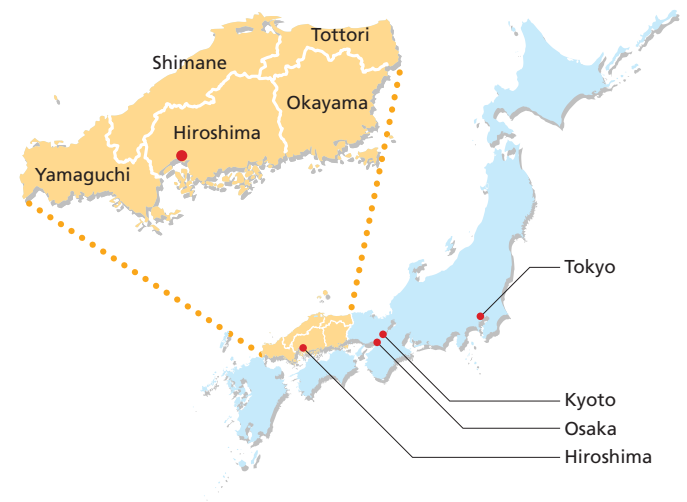 Tottori
Shimane
Okayama
Hiroshima
Yamaguchi
Tokyo
Kyoto
Osaka
Hiroshima